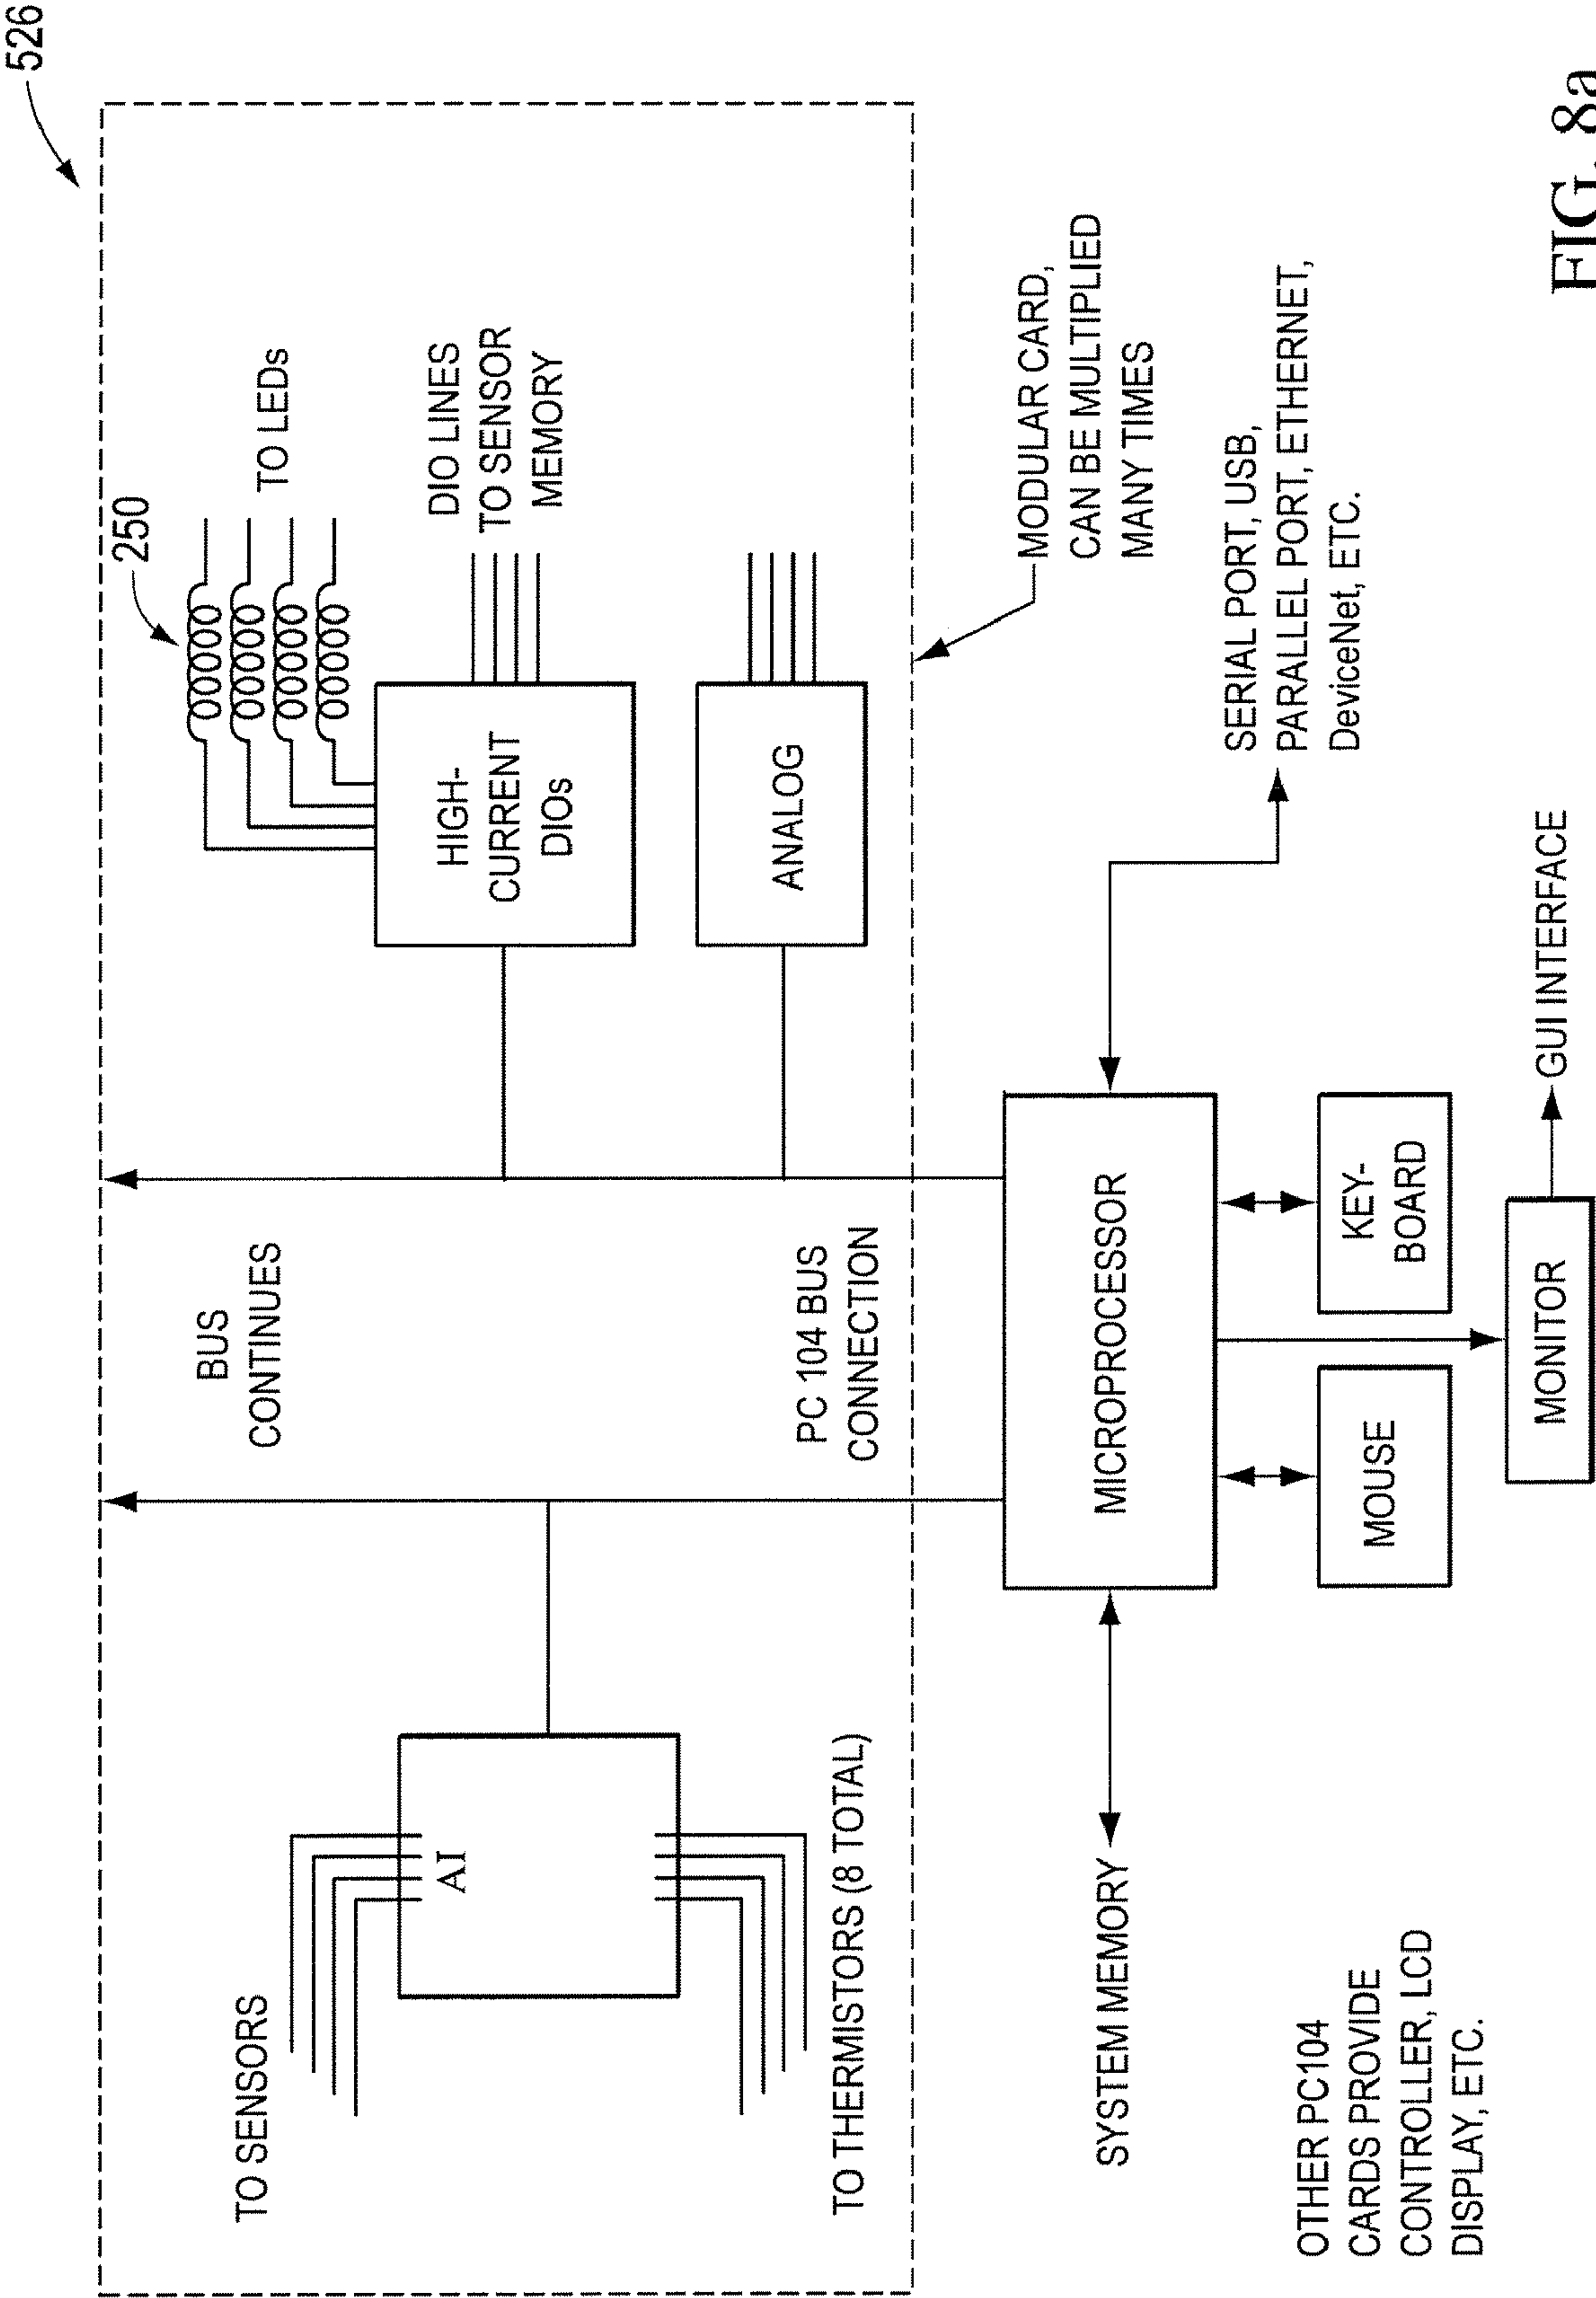 526
250
TO LEDs
BUS
CONTINUES
TO SENSORS
HIGH-
CURRENT
DIOs
DIO LINES
TO SENSOR
MEMORY
AI
ANALOG
PC 104 BUS
CONNECTION
TO THERMISTORS (8 TOTAL)
MODULAR CARD,
CAN BE MULTIPLIED
MANY TIMES
SYSTEM MEMORY
MICROPROCESSOR
SERIAL PORT, USB,
PARALLEL PORT, ETHERNET,
DeviceNet, ETC.
OTHER PC104
CARDS PROVIDE
CONTROLLER, LCD
DISPLAY, ETC.
MOUSE
KEY-
BOARD
MONITOR
GUI INTERFACE
FIG. 8a